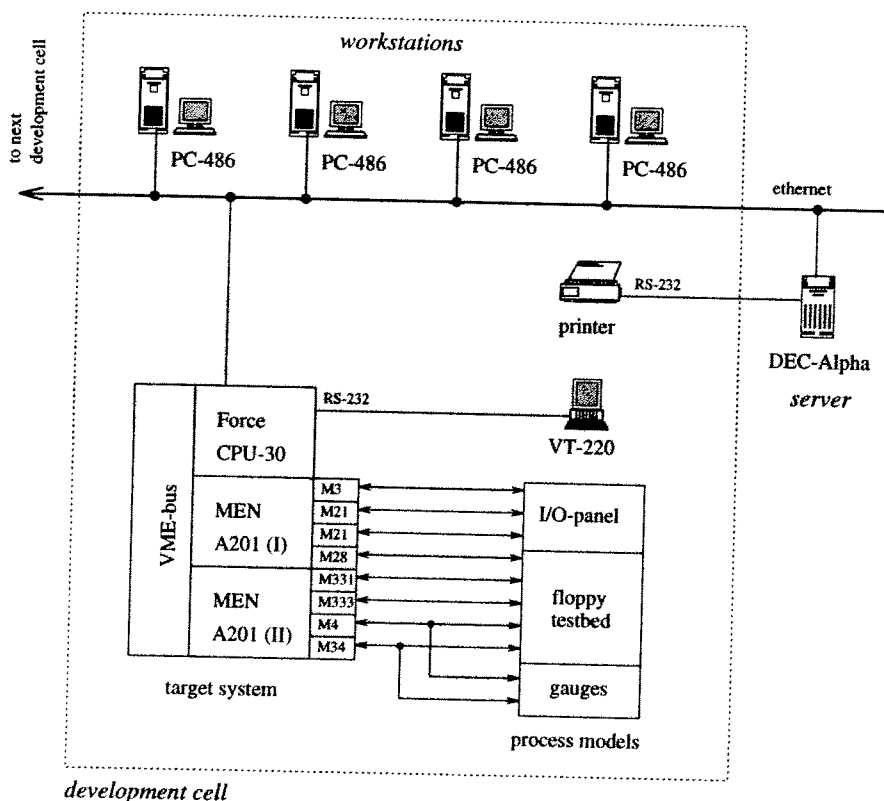 workstations
to next
development cell
PC-486
PC-486
PC-486
PC-486
ethernet
RS-232
printer
DEC-Alpha
server
RS-232
VT-220
VME-bus
Force
CPU-30
MEN
A201 (I)
MEN
A201 (II)
M3
M21
M21
M28
M331
M333
M4
M34
I/O-panel
floppy
testbed
gauges
target system
process models
development cell